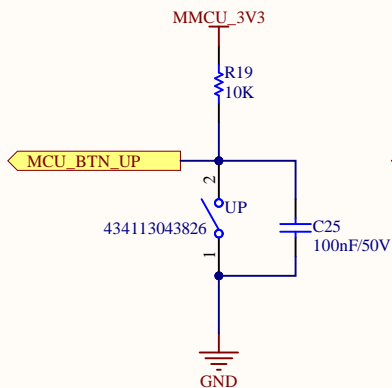 MMCU_3V3
R19
10K
MCU_BTN_UP
2
UP
434113043826
C25
100nF/50V
1
GND